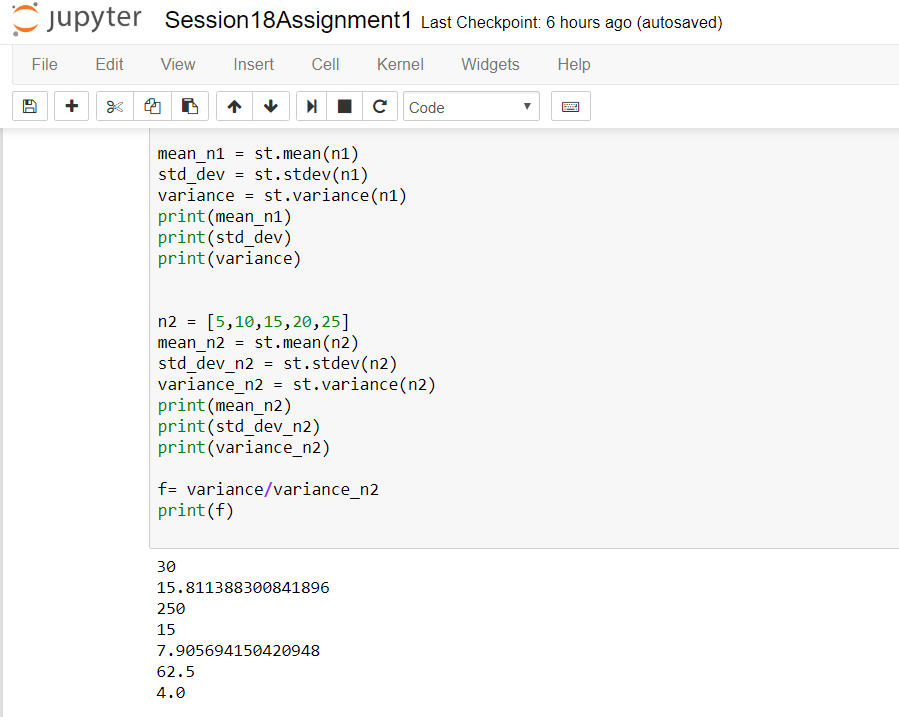 jupyter Session18Assignment1 Last Checkpoint: 6 hours ago (autosaved)
File Edit View Insert Cell Kernel Widgets Help
Code
mean_n1 = st.mean(n1)
std_dev = st.stdev(n1)
variance = st.variance(n1)
print(mean_n1)
print(std_dev)
print(variance)
n2 = [5,10,15,20,25]
mean_n2 = st.mean(n2)
std_dev_n2 = st.stdev(n2)
variance_n2 = st.variance(n2)
print(mean_n2)
print(std_dev_n2)
print(variance_n2)
f= variance/variance_n2
print(f)
30
15.811388300841896
250
15
7.905694150420948
62.5
4.0